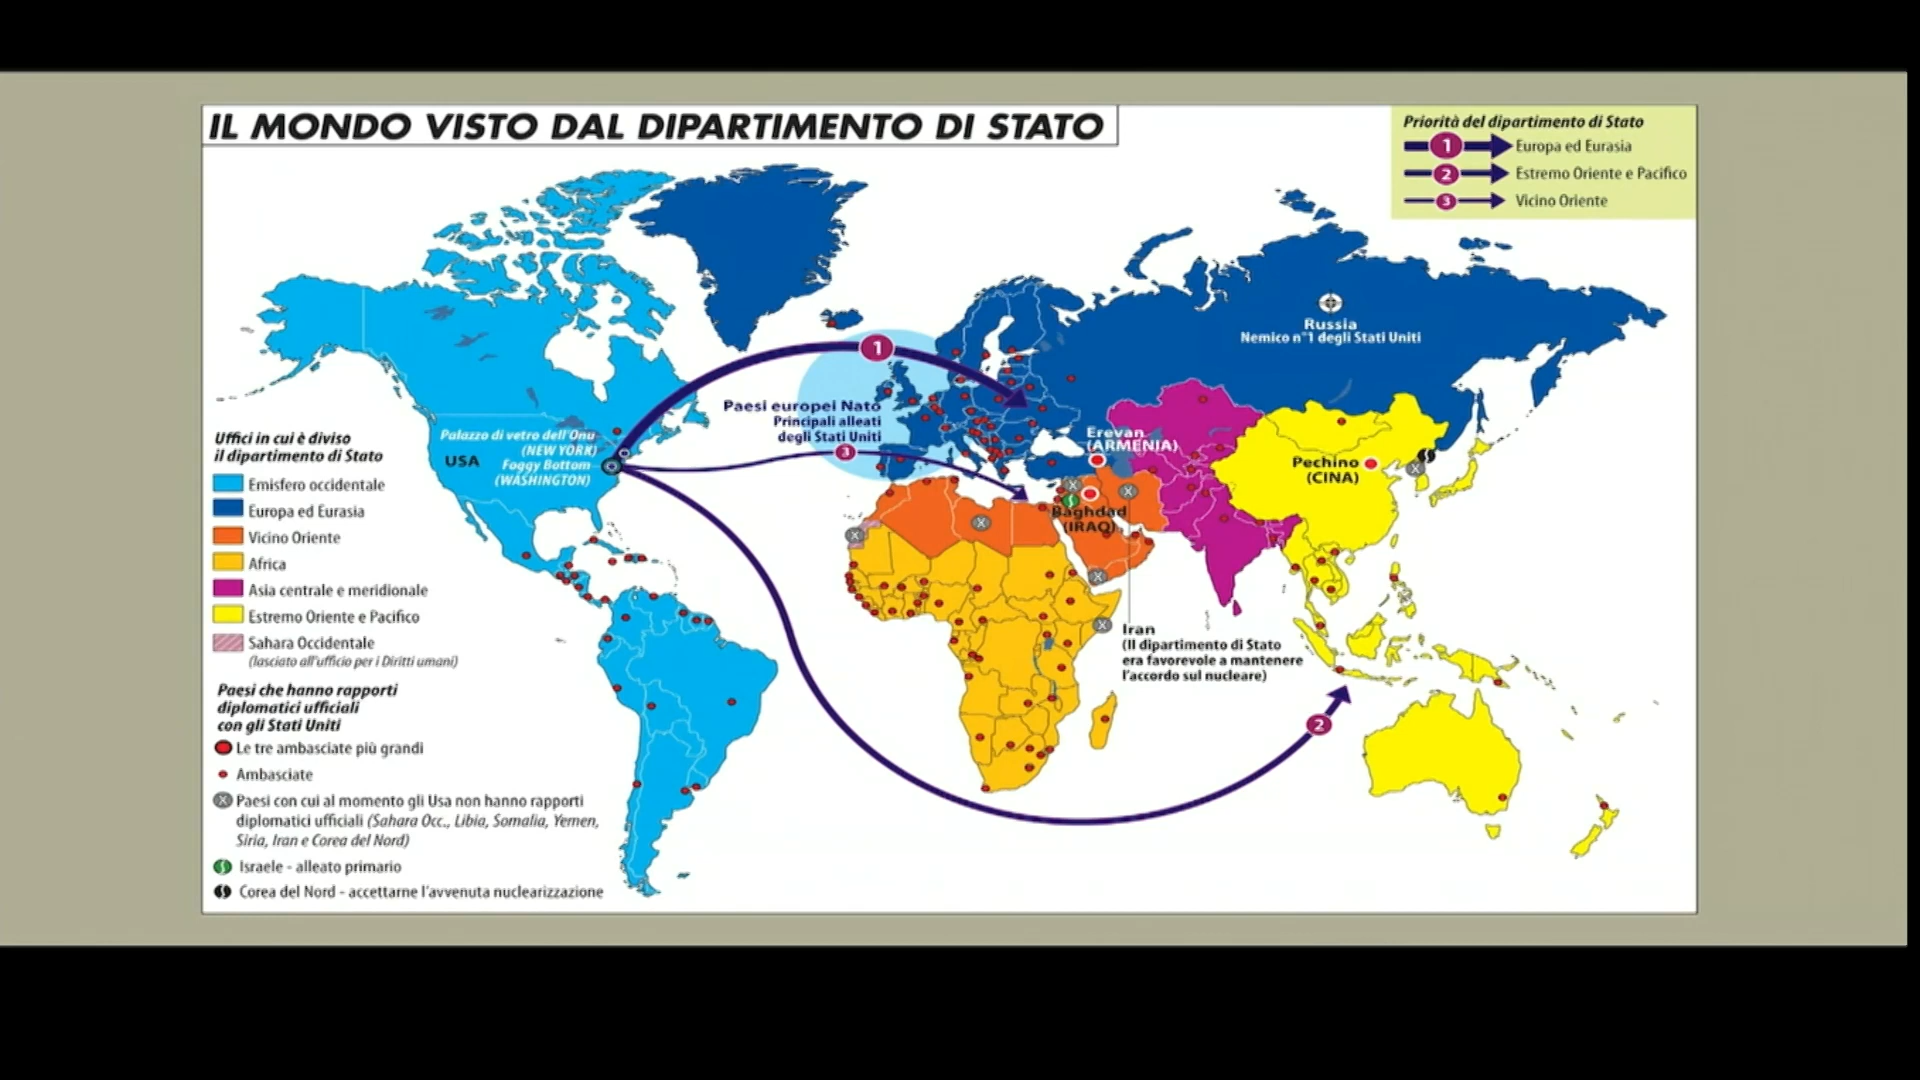 IL MONDO VISTO DAL DIPARTIMENTO DI STATO
Priorità del dipartimento di Stato
1 Europa ed Eurasia
2 Estremo Oriente e Pacifico
3 Vicino Oriente
Russia
Nemico n°1 degli Stati Uniti
1
Paesi europei Nato
Principali alleati
degli Stati Uniti
3
Palazzo di vetro dell'Onu
(NEW YORK)
USA
Foggy Bottom
(WASHINGTON)
Erevan
(ARMENIA)
Pechino
(CINA)
Baghdad
(IRAQ)
Iran
(Il dipartimento di Stato
era favorevole a mantenere
l'accordo sul nucleare)
2
Uffici in cui è diviso
il dipartimento di Stato
Emisfero occidentale
Europa ed Eurasia
Vicino Oriente
Africa
Asia centrale e meridionale
Estremo Oriente e Pacifico
Sahara Occidentale
(lasciato all'ufficio per i Diritti umani)
Paesi che hanno rapporti
diplomatici ufficiali
con gli Stati Uniti
Le tre ambasciate più grandi
Ambasciate
Paesi con cui al momento gli Usa non hanno rapporti
diplomatici ufficiali (Sahara Occ., Libia, Somalia, Yemen,
Siria, Iran e Corea del Nord)
Israele - alleato primario
Corea del Nord - accettarne l'avvenuta nuclearizzazione